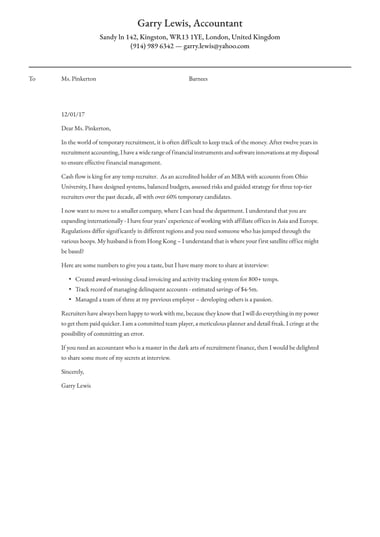 Garry Lewis, Accountant
Sandy ln 142, Kingston, WR13 1YE, London, United Kingdom
(914) 989 6342 — garry.lewis@yahoo.com
To Ms. Pinkerton Barnees
12/01/17
Dear Ms. Pinkerton,
In the world of temporary recruitment, it is often difficult to keep track of the money. After twelve years in
recruitment accounting, I have a wide range of financial instruments and software innovations at my disposal
to ensure effective financial management.
Cash flow is king for any temp recruiter.  As an accredited holder of an MBA with accounts from Ohio
University, I have designed systems, balanced budgets, assessed risks and guided strategy for three top-tier
recruiters over the past decade, all with over 60% temporary candidates.
I now want to move to a smaller company, where I can head the department. I understand that you are
expanding internationally - I have four years' experience of working with affiliate offices in Asia and Europe.
Regulations differ significantly in different regions and you need someone who has jumped through the
various hoops. My husband is from Hong Kong – I understand that is where your first satellite office might
be based?
Here are some numbers to give you a taste, but I have many more to share at interview:
• Created award-winning cloud invoicing and activity tracking system for 800+ temps.
• Track record of managing delinquent accounts - estimated savings of $4-5m.
• Managed a team of three at my previous employer – developing others is a passion.
Recruiters have always been happy to work with me, because they know that I will do everything in my power
to get them paid quicker. I am a committed team player, a meticulous planner and detail freak. I cringe at the
possibility of committing an error.
If you need an accountant who is a master in the dark arts of recruitment finance, then I would be delighted
to share some more of my secrets at interview.
Sincerely,
Garry Lewis